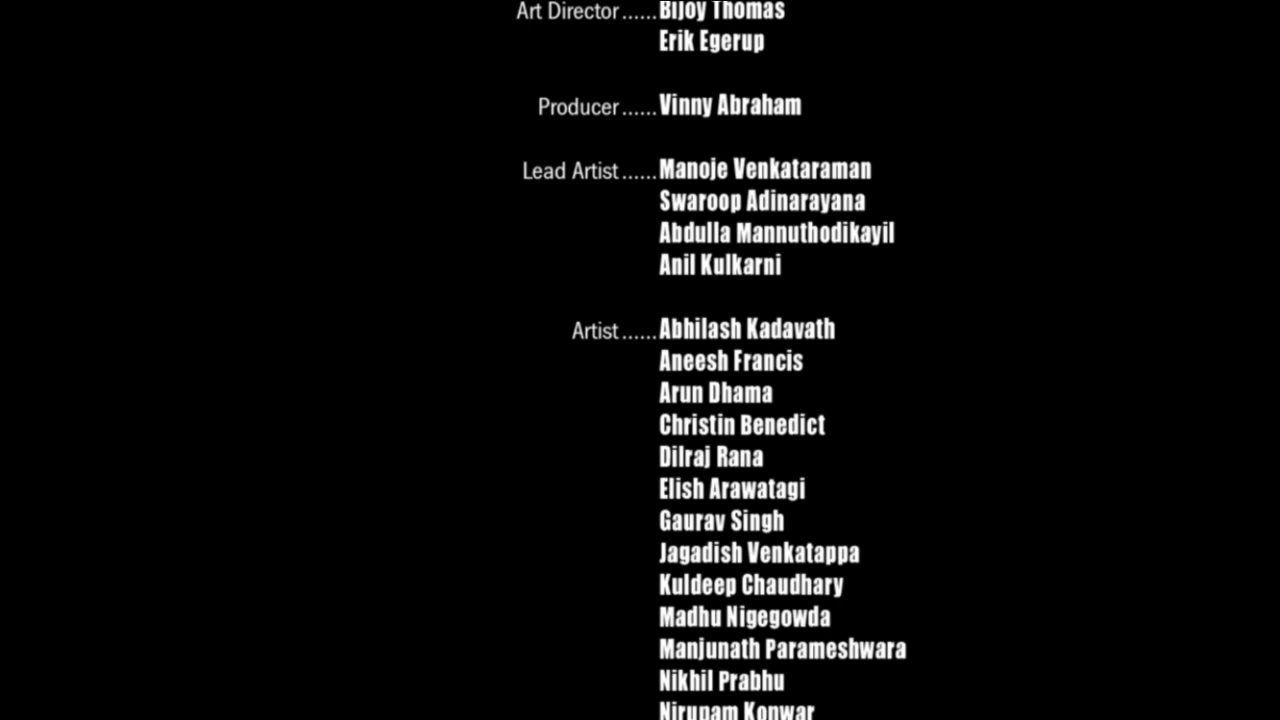 Art Director......Bijoy Thomas
Erik Egerup
Producer......Vinny Abraham
Lead Artist......Manoje Venkataraman
Swaroop Adinarayana
Abdulla Mannuthodikayil
Anil Kulkarni
Artist......Abhilash Kadavath
Aneesh Francis
Arun Dhama
Christin Benedict
Dilraj Rana
Elish Arawatagi
Gaurav Singh
Jagadish Venkatappa
Kuldeep Chaudhary
Madhu Nigegowda
Manjunath Parameshwara
Nikhil Prabhu
Nirupam Konwar